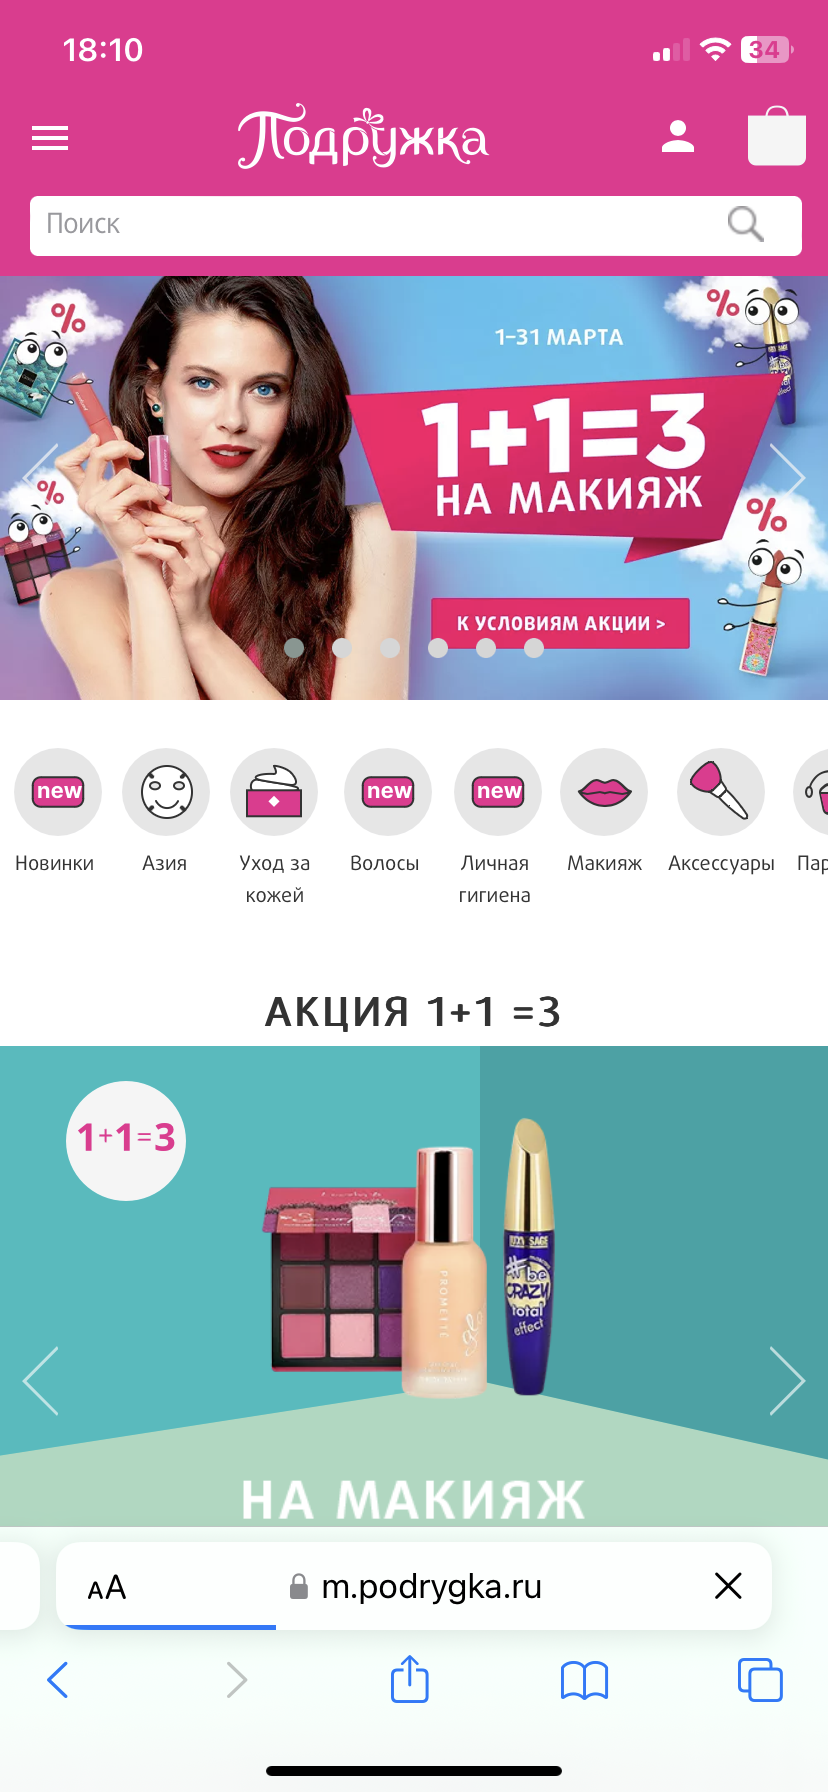 18:10
34
Подружка
Поиск
%
%
1–31 МАРТА
1+1=3
НА МАКИЯЖ
%
%
К УСЛОВИЯМ АКЦИИ >
new
new
new
Новинки
Азия
Уход за
кожей
Волосы
Личная
гигиена
Макияж
Аксессуары
Пар
АКЦИЯ 1+1 =3
1+1=3
PROMETTE
LUXVISAGE
#be
CRAZY
total
effect
НА МАКИЯЖ
AA
m.podrygka.ru